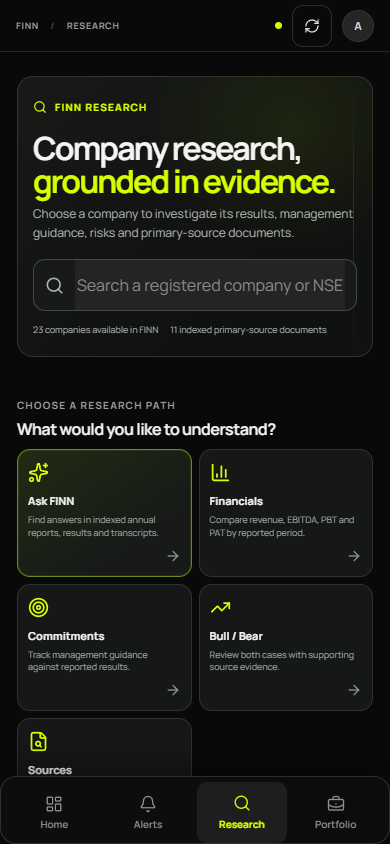 FINN / RESEARCH
A
FINN RESEARCH
Company research,
grounded in evidence.
Choose a company to investigate its results, management
guidance, risks and primary-source documents.
Search a registered company or NSE
23 companies available in FINN 11 indexed primary-source documents
CHOOSE A RESEARCH PATH
What would you like to understand?
Ask FINN
Find answers in indexed annual
reports, results and transcripts.
Financials
Compare revenue, EBITDA, PBT and
PAT by reported period.
Commitments
Track management guidance
against reported results.
Bull / Bear
Review both cases with supporting
source evidence.
Sources
Home
Alerts
Research
Portfolio